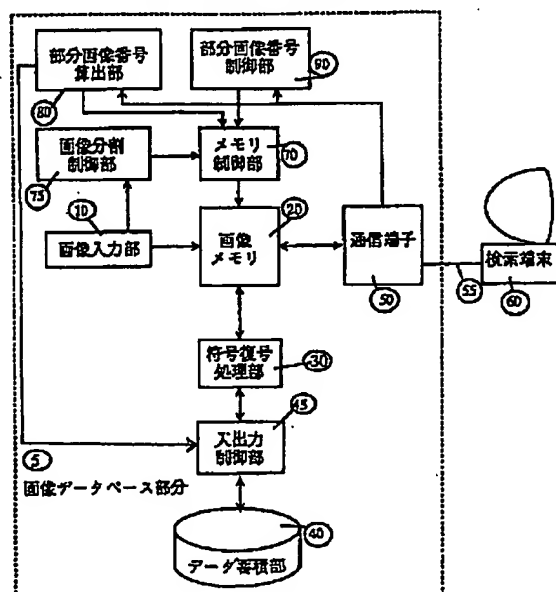 部分画像番号
算出部
80
部分画像番号
制御部
90
画像分割
制御部
75
メモリ
制御部
70
10
画像入力部
20
画像
メモリ
通信端子
50
55
検索端末
60
符号復号
処理部
30
45
入出力
制御部
5
画像データベース部分
40
データ蓄積部